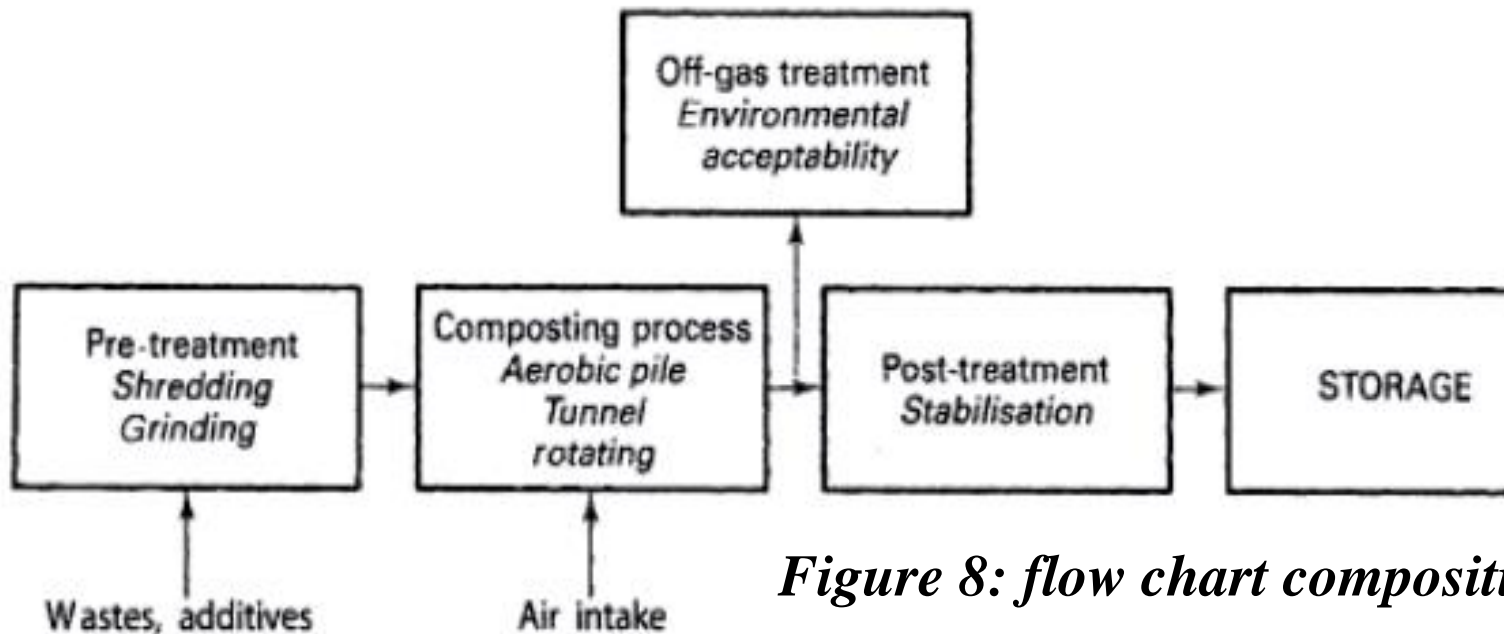 Off-gas treatment
Environmental
acceptability
Pre-treatment
Shredding
Grinding
Composting process
Aerobic pile
Tunnel
rotating
Post-treatment
Stabilisation
STORAGE
Wastes, additives
Air intake
Figure 8: flow chart